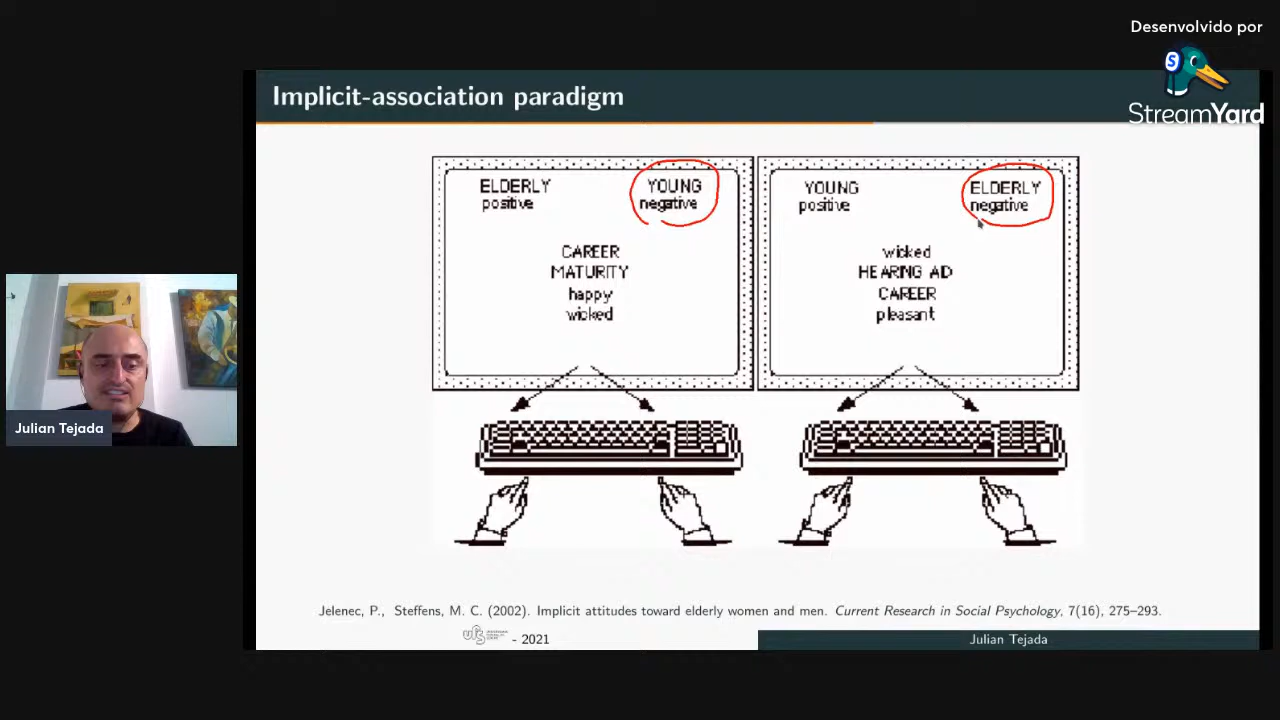 Desenvolvido por
StreamYard
Implicit-association paradigm
ELDERLY YOUNG
positive negative
CAREER
MATURITY
happy
wicked
YOUNG ELDERLY
positive negative
wicked
HEARING AID
CAREER
pleasant
Julian Tejada
Jelenec, P., Steffens, M. C. (2002). Implicit attitudes toward elderly women and men. Current Research in Social Psychology, 7(16), 275–293.
ufs - 2021
Julian Tejada